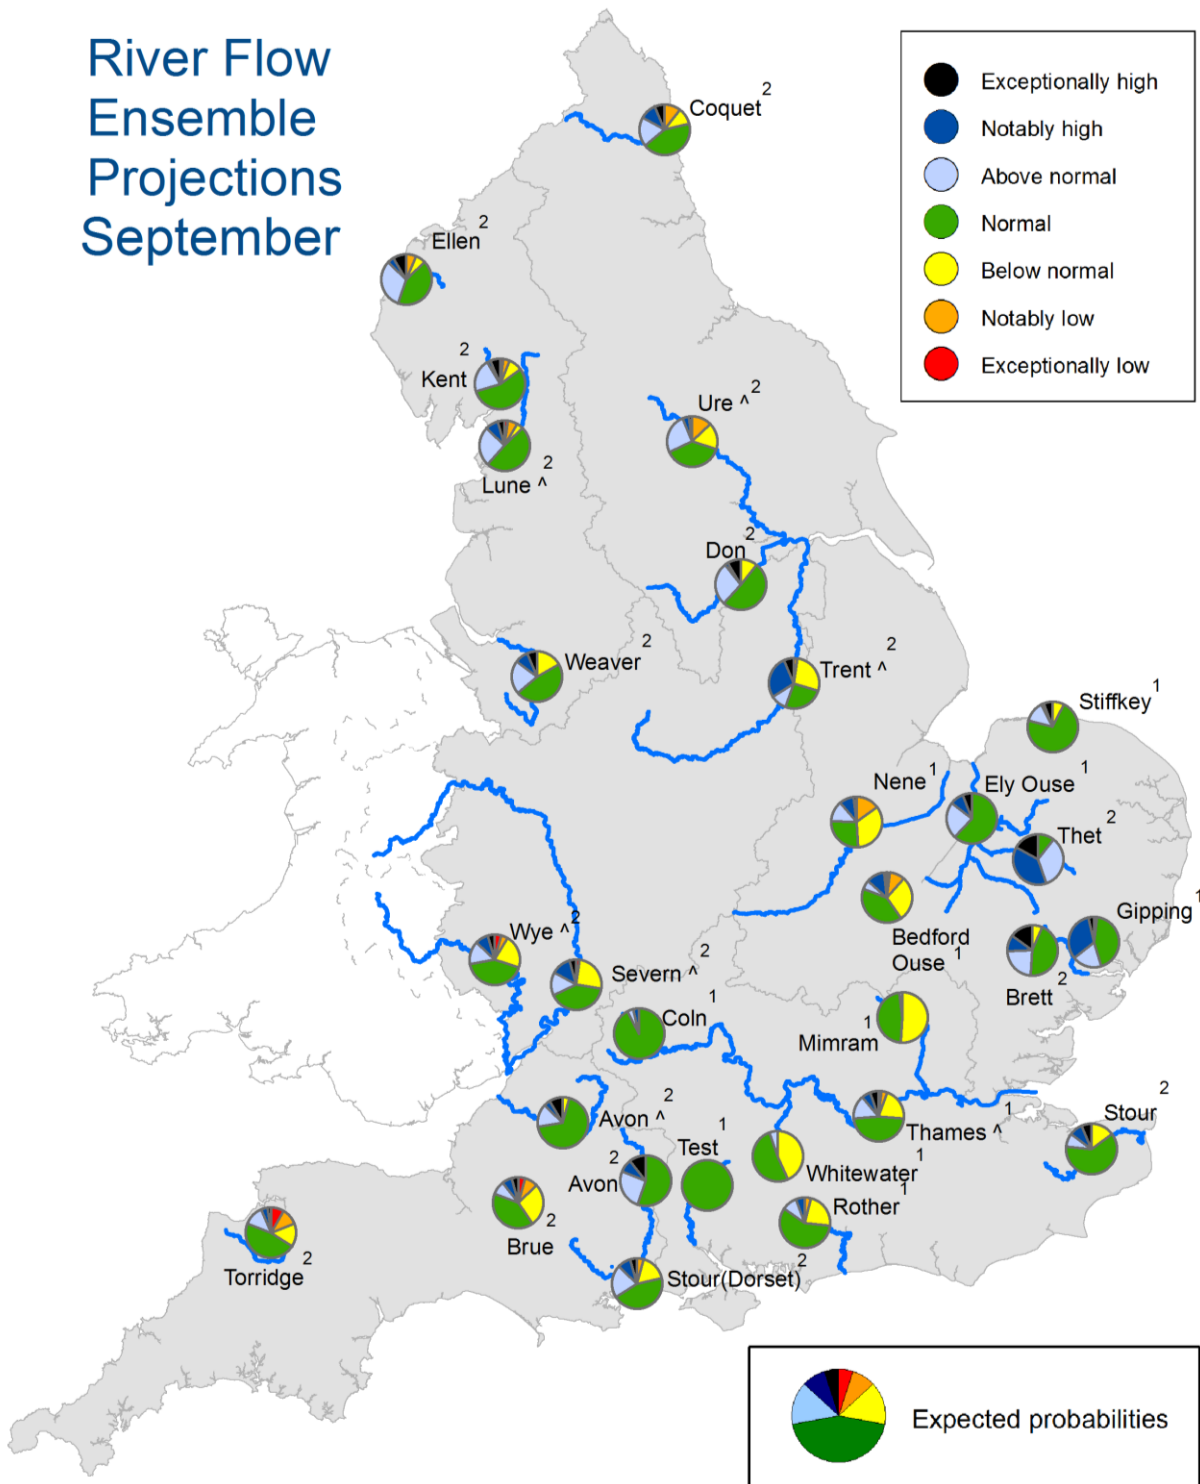 River Flow
Ensemble
Projections
September
Exceptionally high
Notably high
Above normal
Normal
Below normal
Notably low
Exceptionally low
Coquet 2
Ellen 2
2
Kent
Ure ^ 2
Lune ^ 2
Don 2
Weaver 2
Trent ^ 2
Stiffkey 1
Nene 1
Ely Ouse 1
Thet 2
Gipping 1
Bedford
Ouse 1
Brett 2
Wye ^ 2
Severn ^ 2
Coln 1
1
Mimram
Avon ^ 2
Test 1
Thames ^ 1
Stour 2
2
Avon
Whitewater 1
Rother 1
Brue 2
Torridge 2
Stour(Dorset) 2
Expected probabilities